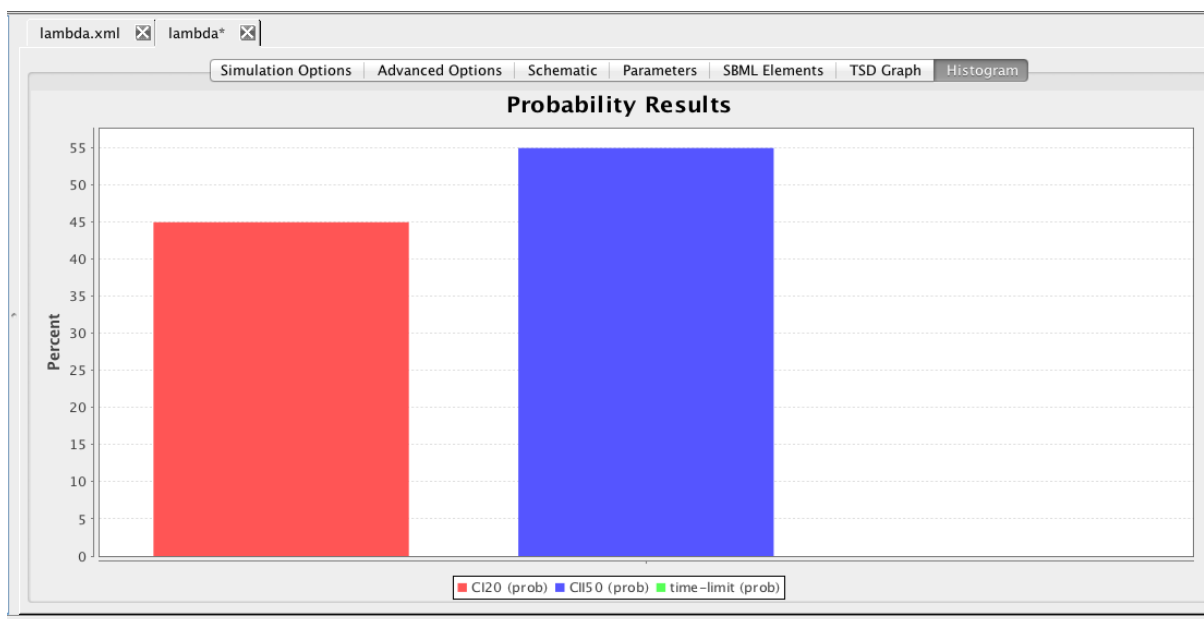 lambda.xml lambda*
Simulation Options Advanced Options Schematic Parameters SBML Elements TSD Graph Histogram
Probability Results
55
50
45
40
35
30
25
20
15
10
5
0
Percent
CI20 (prob) CII50 (prob) time-limit (prob)